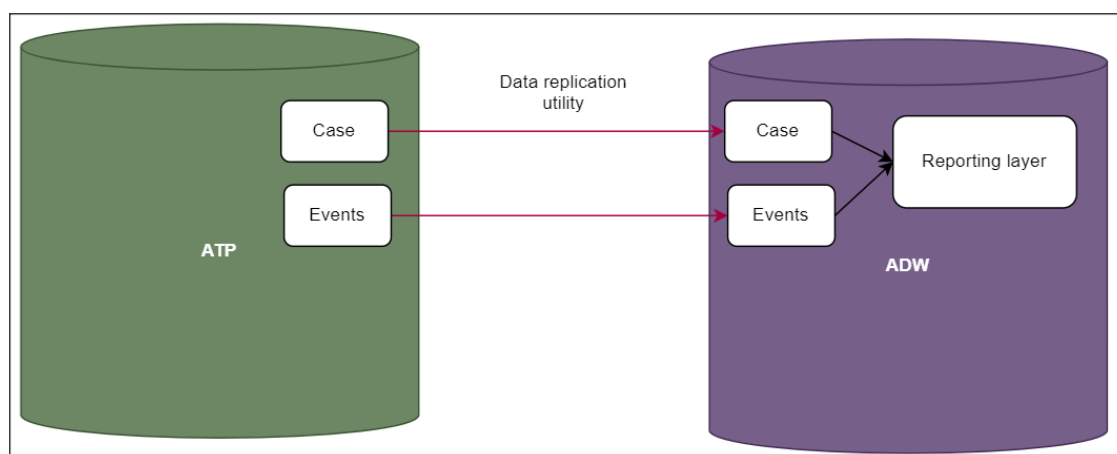 Data replication
utility
Case
Case
Reporting layer
Events
Events
ATP
ADW